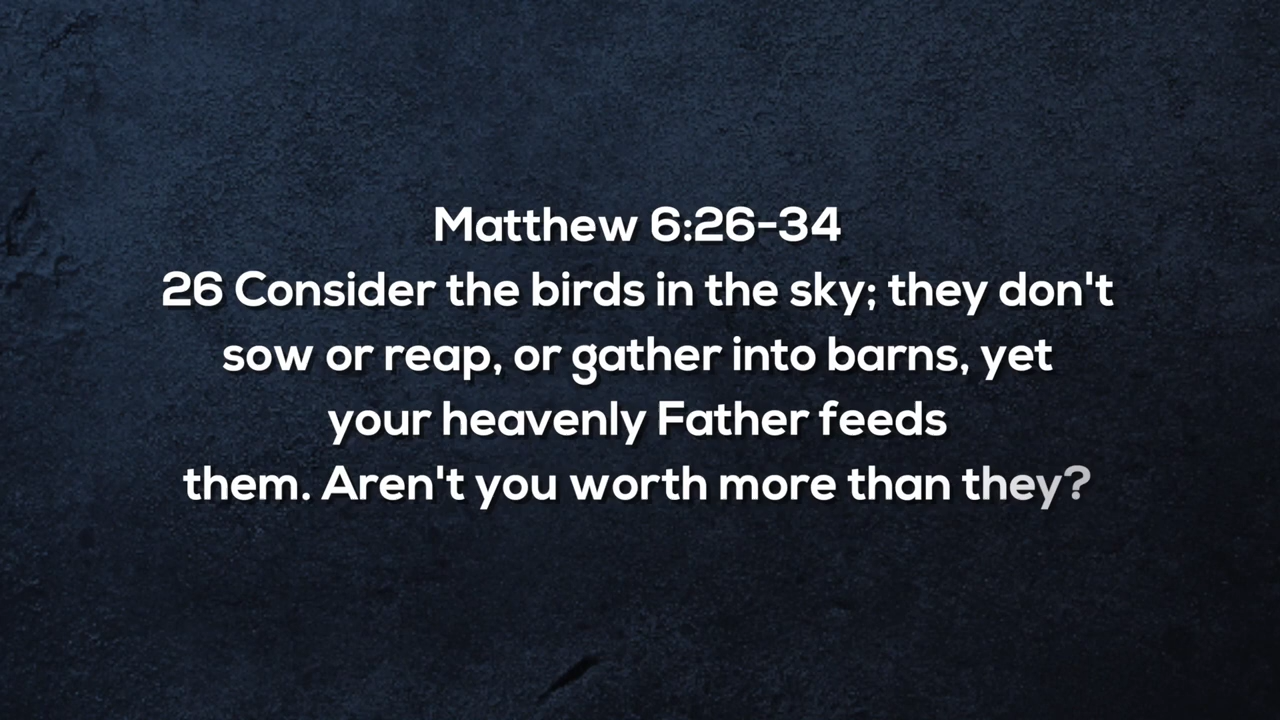 Matthew 6:26-34
26 Consider the birds in the sky; they don't
sow or reap, or gather into barns, yet
your heavenly Father feeds
them. Aren't you worth more than they?